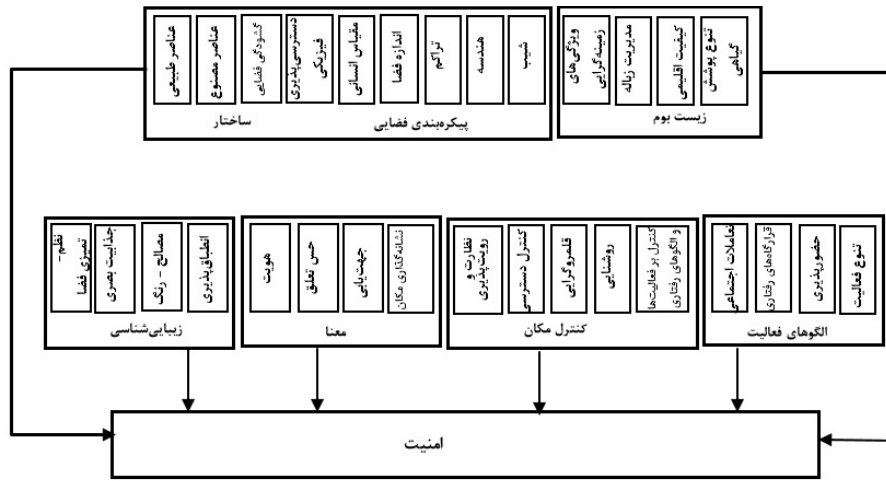 تنوع پوشش
گیاهی
کیفیت اقلیمی
مدیریت زباله
ویژگی‌های
زمینه‌گرایی
زیست بوم
شیب
هندسه
تراکم
اندازه فضا
مقیاس انسانی
دسترسی‌پذیری
فیزیکی
گشودگی فضایی
عناصر مصنوع
عناصر طبیعی
پیکره‌بندی فضایی
ساختار
تنوع فعالیت
حضورپذیری
قرارگاه‌های رفتاری
تعاملات اجتماعی
الگوهای فعالیت
کنترل بر فعالیت‌ها
و الگوهای رفتاری
روشنایی
قلمروگرایی
کنترل دسترسی
نظارت و
رویت‌پذیری
کنترل مکان
نشانه‌گذاری مکان
جهت‌یابی
حس تعلق
هویت
معنا
انطباق‌پذیری
مصالح - رنگ
جذابیت بصری
نظم-
تمیزی فضا
زیبایی‌شناسی
امنیت